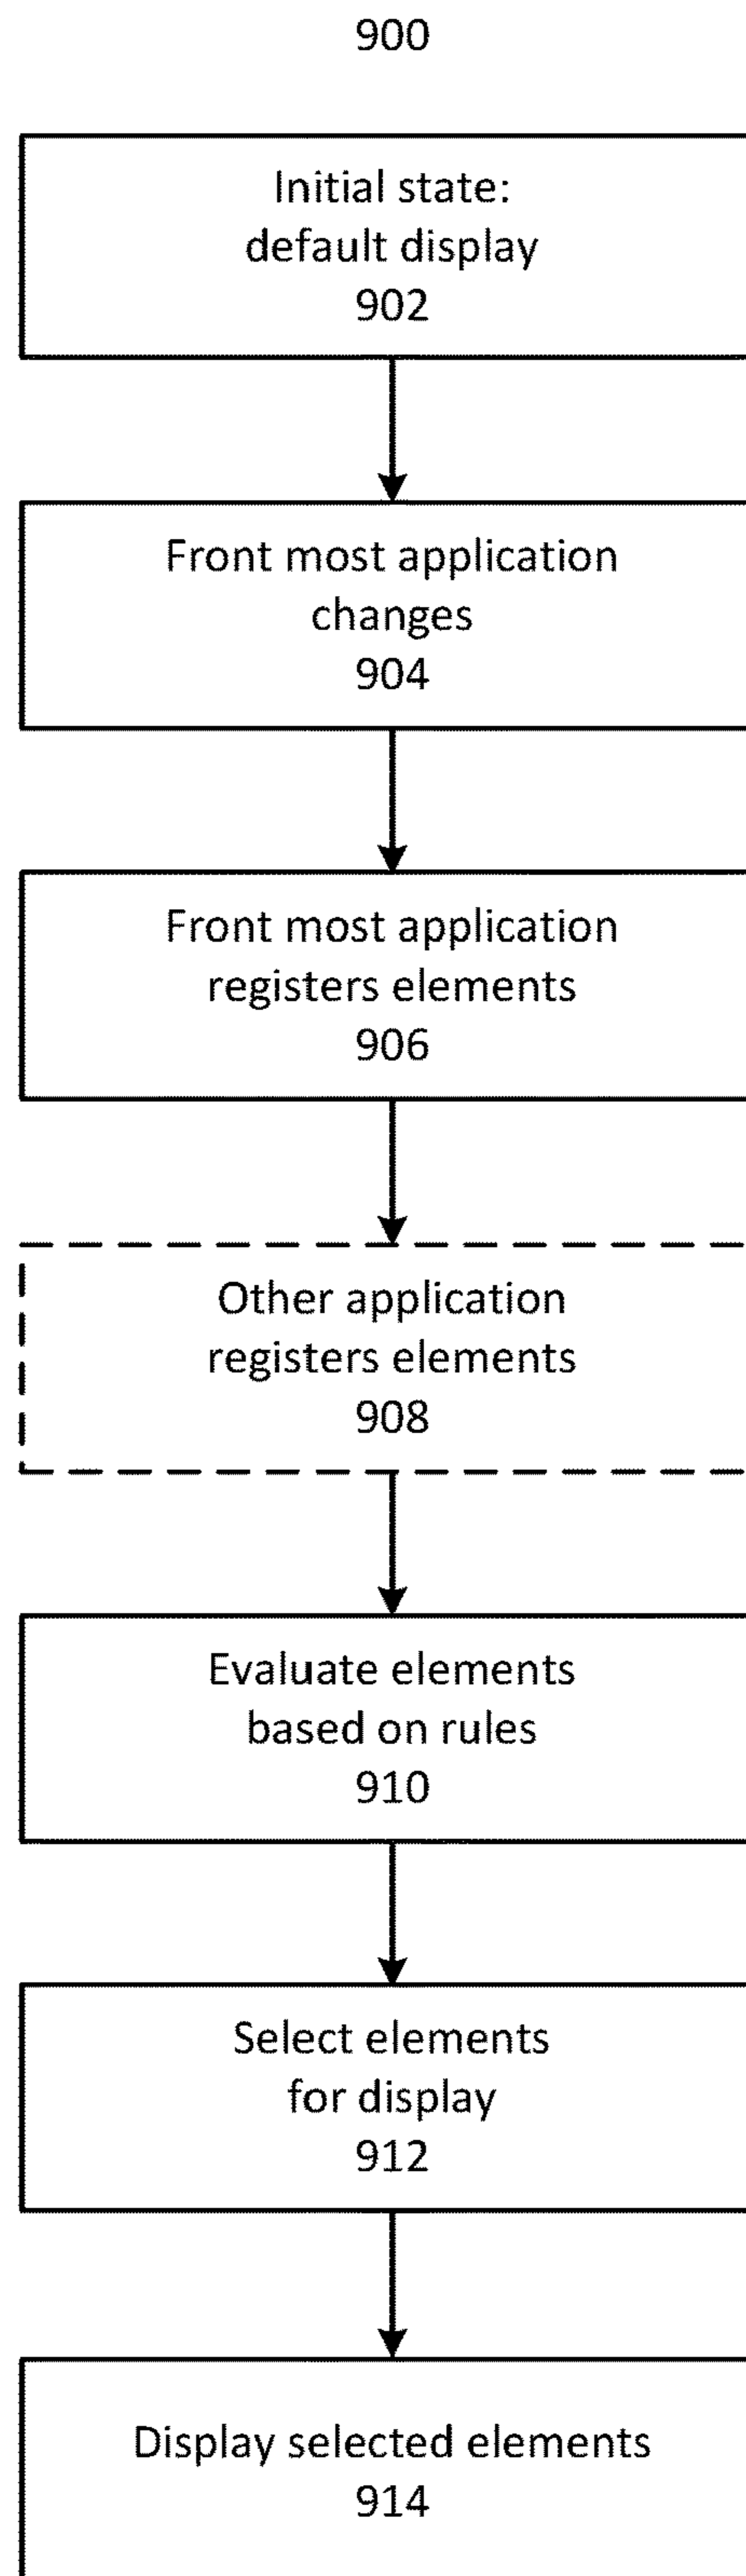 900
Initial state:
default display
902
Front most application
changes
904
Front most application
registers elements
906
Other application
registers elements
908
Evaluate elements
based on rules
910
Select elements
for display
912
Display selected elements
914